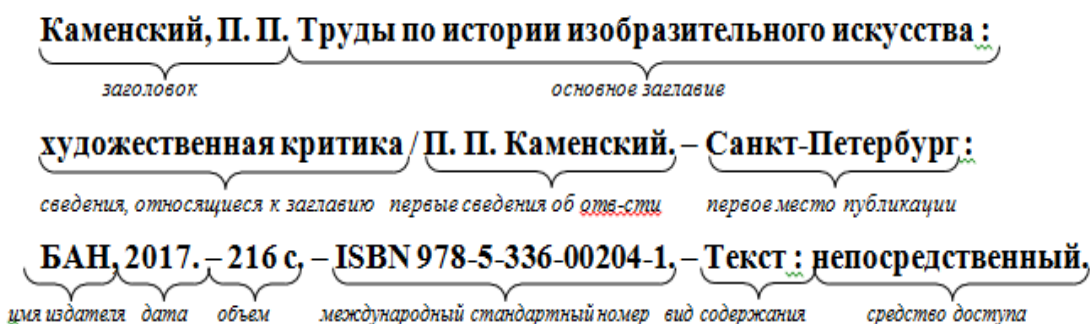 Каменский, П. П. Труды по истории изобразительного искусства :
заголовок основное заглавие
художественная критика / П. П. Каменский. – Санкт-Петербург :
сведения, относящиеся к заглавию первые сведения об отв-сти первое место публикации
БАН, 2017. – 216 с. – ISBN 978-5-336-00204-1. – Текст : непосредственный.
имя издателя дата объем международный стандартный номер вид содержания средство доступа